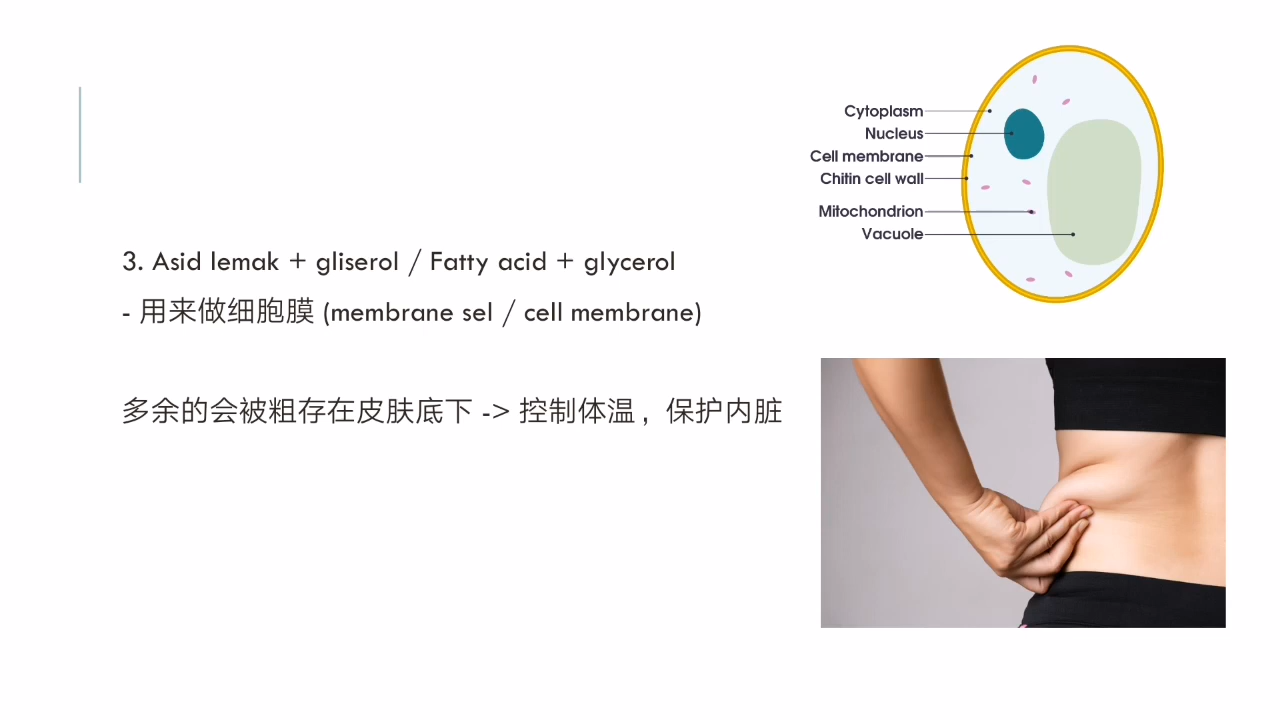 Cytoplasm
Nucleus
Cell membrane
Chitin cell wall
Mitochondrion
Vacuole
3. Asid lemak + gliserol / Fatty acid + glycerol
- 用来做细胞膜 (membrane sel / cell membrane)
多余的会被粗存在皮肤底下 -> 控制体温，保护内脏